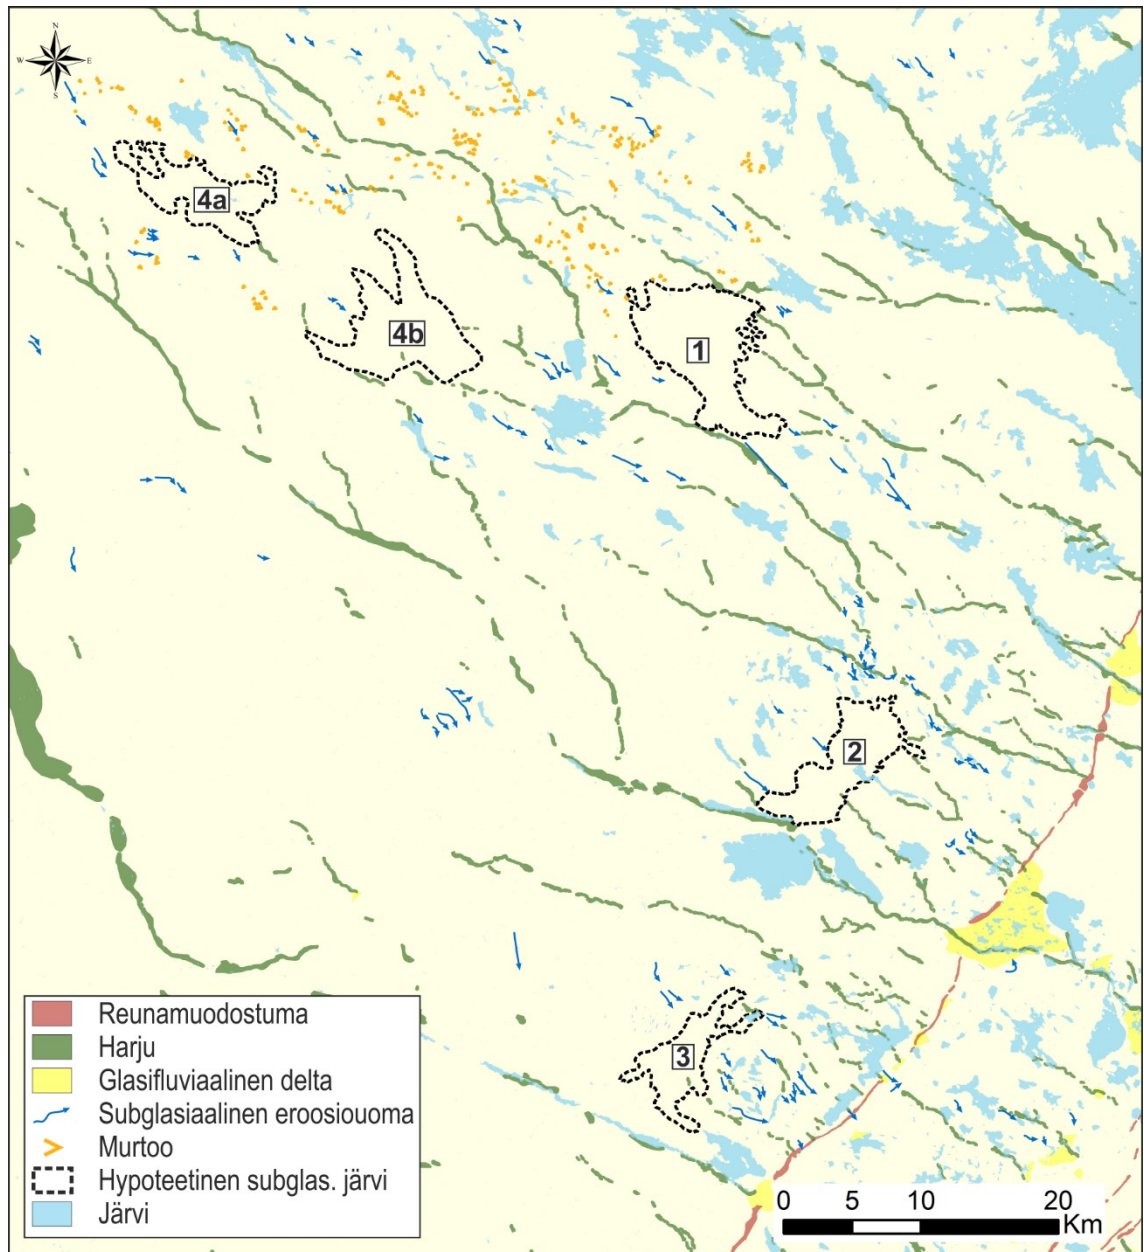 N
W E
S
4a
4b
1
2
3
Reunamuodostuma
Harju
Glasifluviaalinen delta
Subglasiaalinen eroosiouoma
Murtoo
Hypoteetinen subglas. järvi
Järvi
0 5 10 20
Km